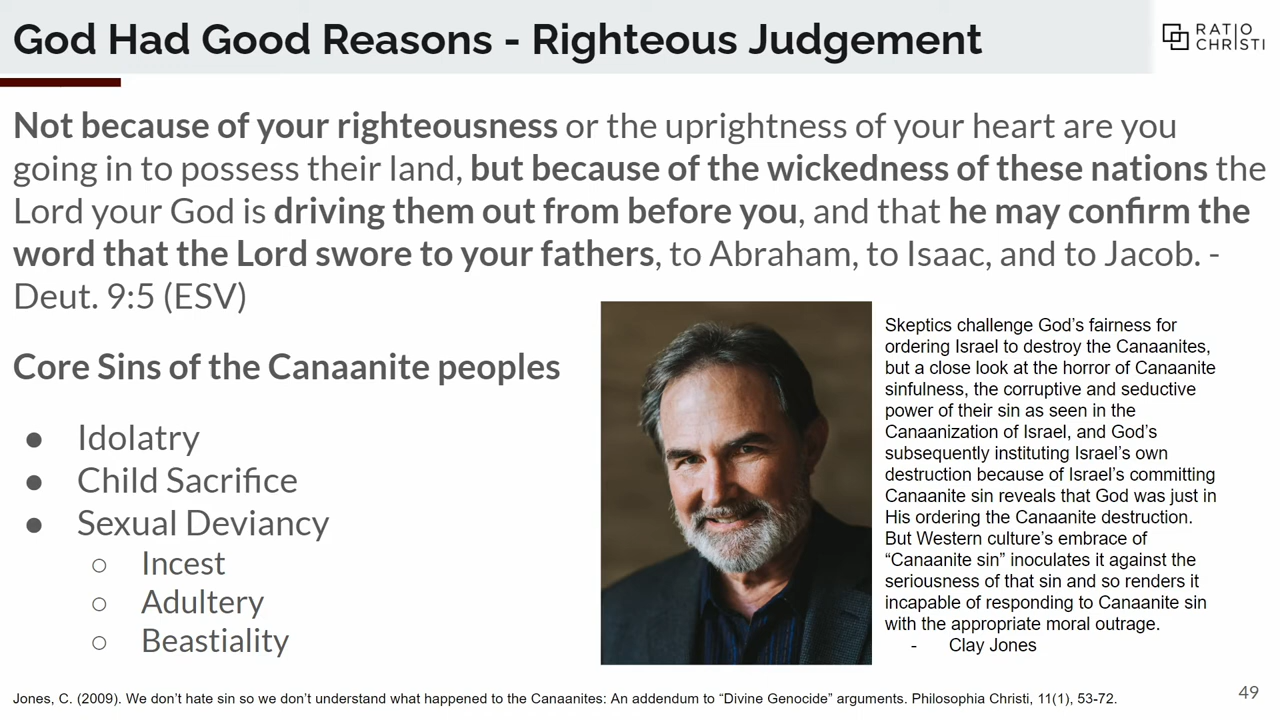 God Had Good Reasons - Righteous Judgement
RATIO
CHRISTI
Not because of your righteousness or the uprightness of your heart are you
going in to possess their land, but because of the wickedness of these nations the
Lord your God is driving them out from before you, and that he may confirm the
word that the Lord swore to your fathers, to Abraham, to Isaac, and to Jacob. -
Deut. 9:5 (ESV)
Core Sins of the Canaanite peoples
● Idolatry
● Child Sacrifice
● Sexual Deviancy
○ Incest
○ Adultery
○ Beastiality
Skeptics challenge God’s fairness for
ordering Israel to destroy the Canaanites,
but a close look at the horror of Canaanite
sinfulness, the corruptive and seductive
power of their sin as seen in the
Canaanization of Israel, and God’s
subsequently instituting Israel’s own
destruction because of Israel’s committing
Canaanite sin reveals that God was just in
His ordering the Canaanite destruction.
But Western culture’s embrace of
“Canaanite sin” inoculates it against the
seriousness of that sin and so renders it
incapable of responding to Canaanite sin
with the appropriate moral outrage.
- Clay Jones
Jones, C. (2009). We don’t hate sin so we don’t understand what happened to the Canaanites: An addendum to “Divine Genocide” arguments. Philosophia Christi, 11(1), 53-72.
49